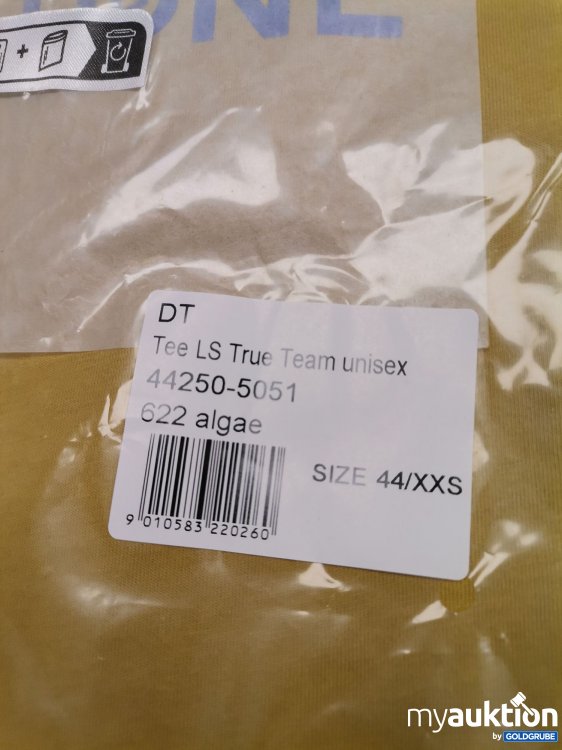 DT
Tee LS True Team unisex
44250-5051
622 algae
SIZE 44/XXS
9 010583 220260
myauktion
by GOLDGRUBE